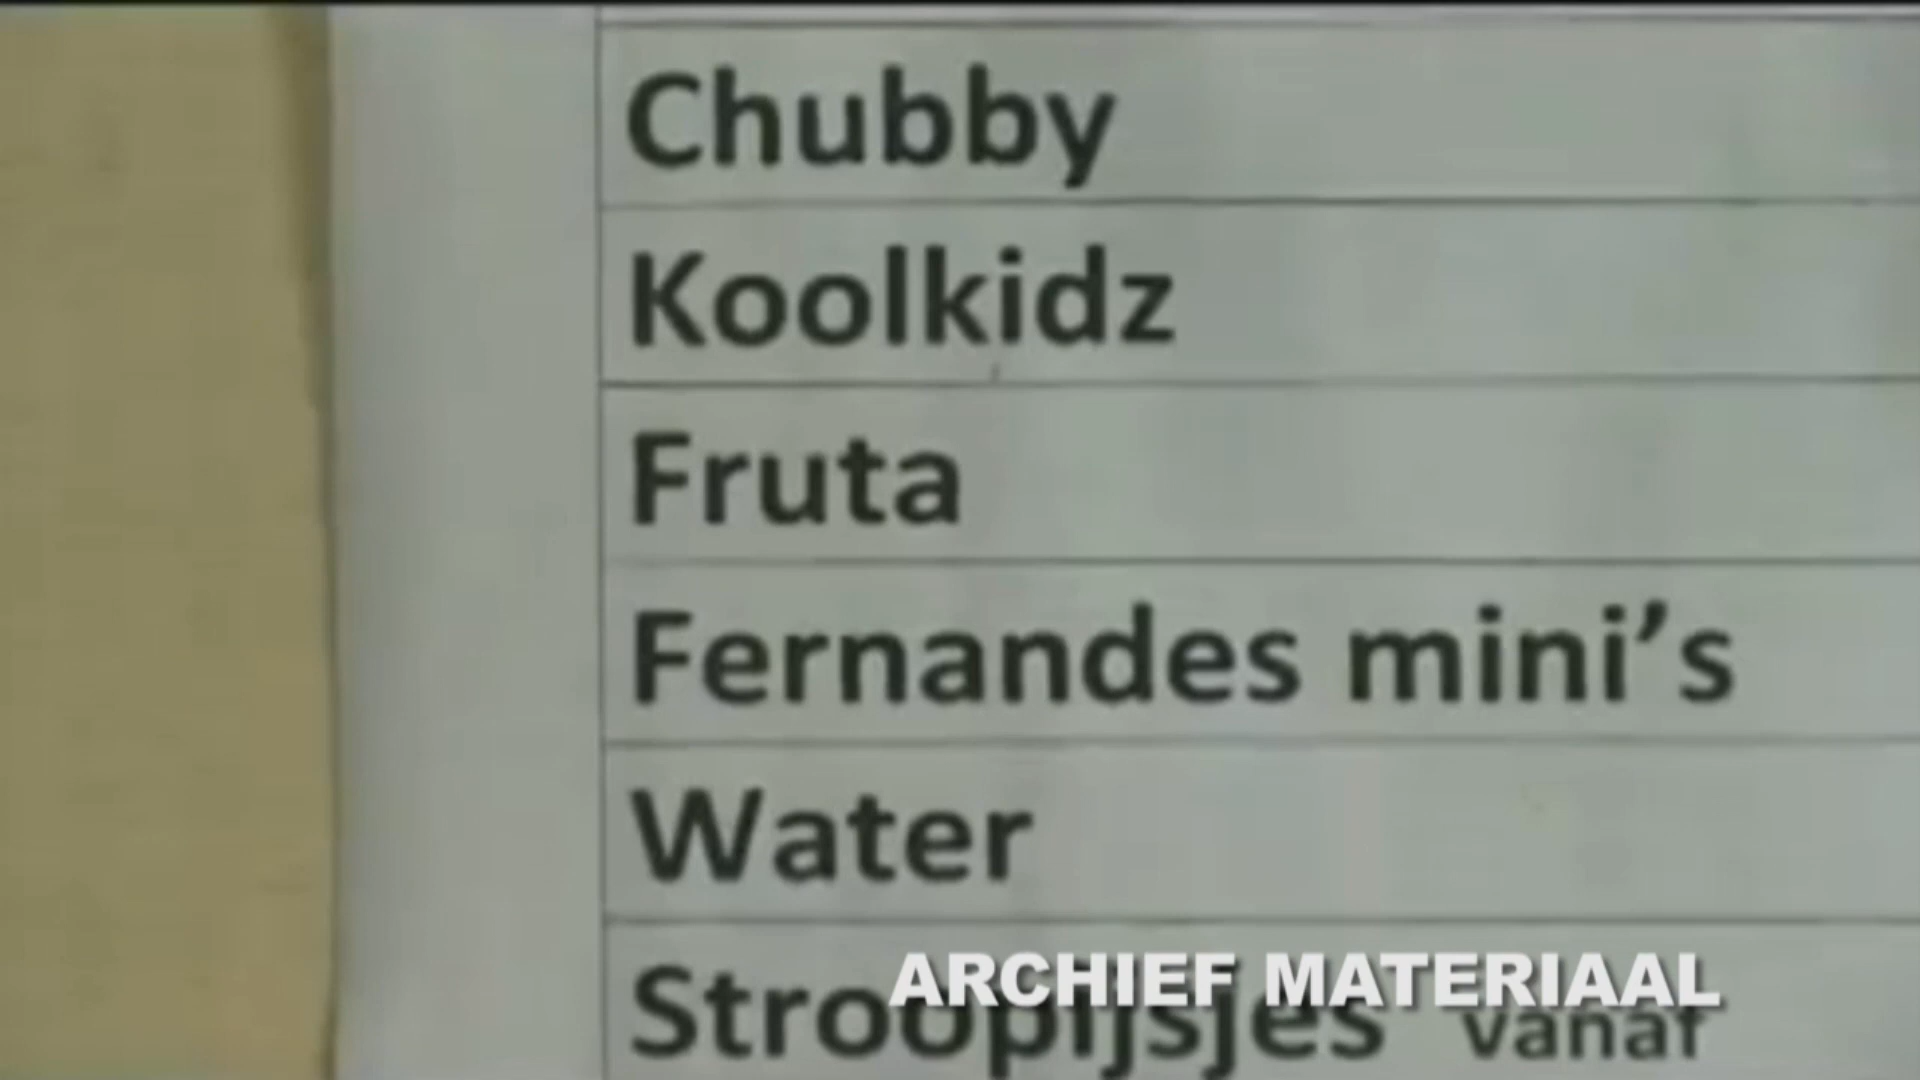 Chubby
Koolkidz
Fruta
Fernandes mini's
Water
ARCHIEF MATERIAAL
Stroopijsjes vanaf